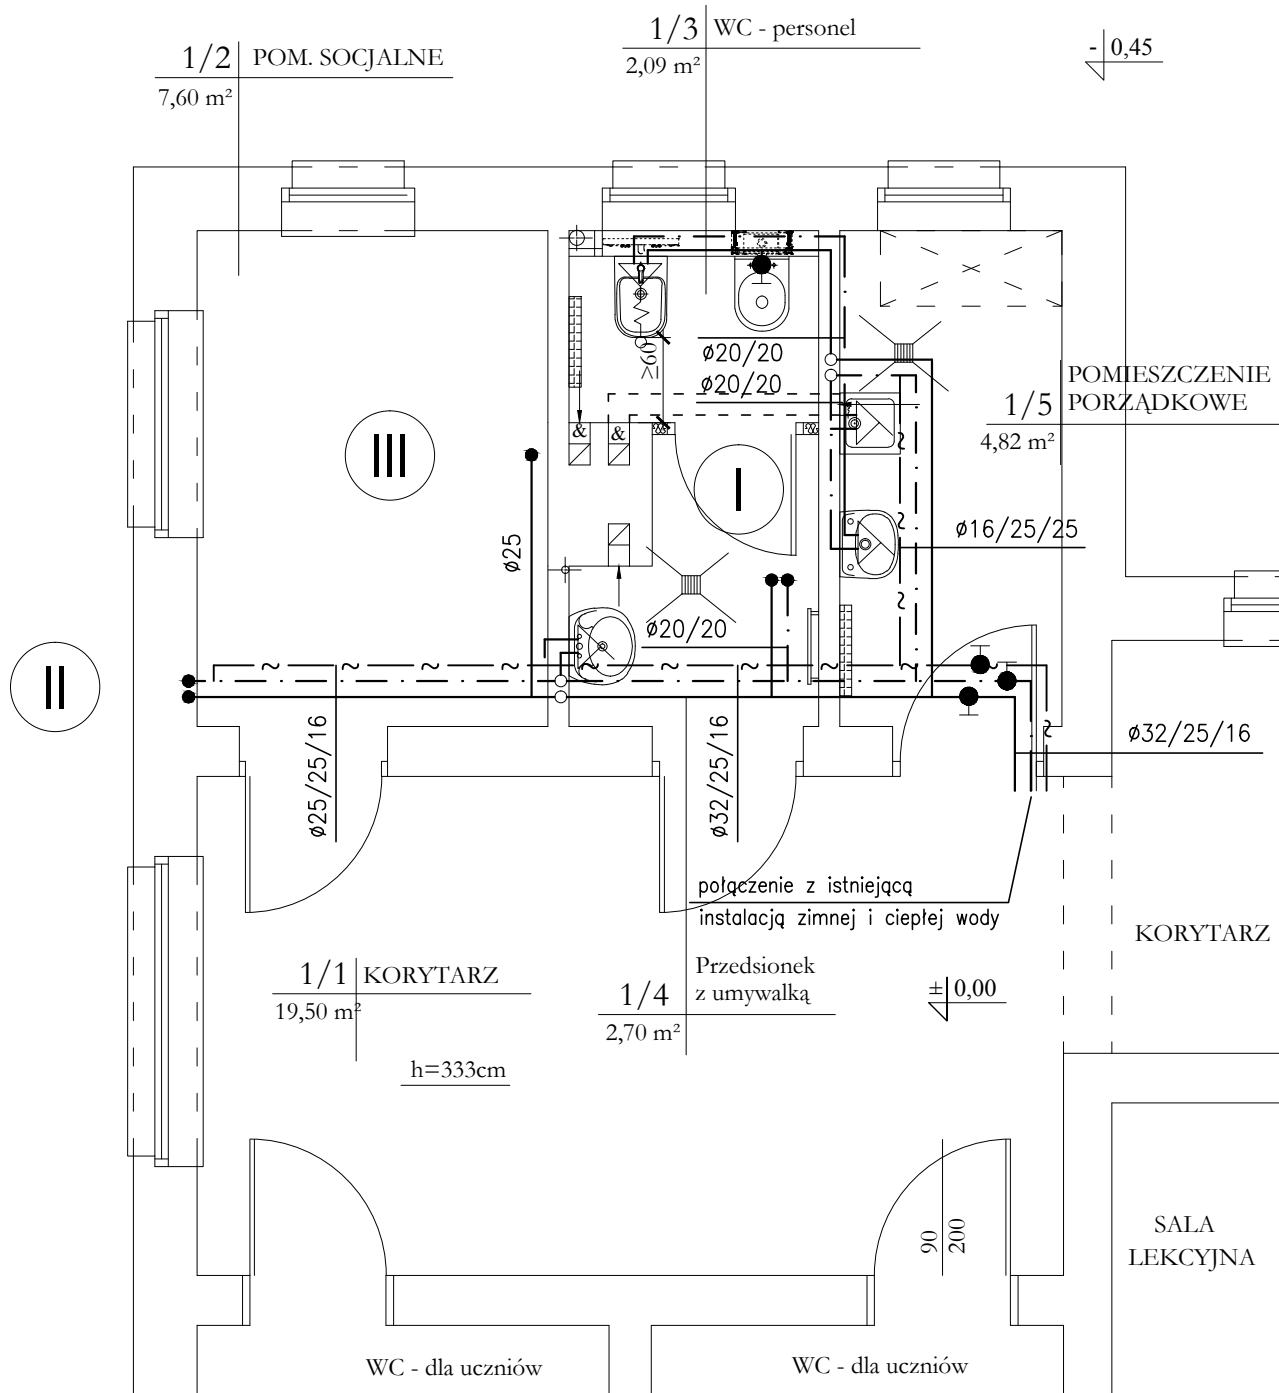 1/3 WC - personel
2,09 m²
1/2 POM. SOCJALNE
7,60 m²
- 0,45
≥60
ø20/20
ø20/20
POMIESZCZENIE
1/5 PORZĄDKOWE
4,82 m²
& &
III
I
ø25
ø16/25/25
ø20/20
II
ø25/25/16
ø32/25/16
ø32/25/16
połączenie z istniejącą
instalacją zimnej i ciepłej wody
KORYTARZ
1/1 KORYTARZ
19,50 m²
Przedsionek
1/4 z umywalką
2,70 m²
± 0,00
h=333cm
90
200
SALA
LEKCYJNA
WC - dla uczniów
WC - dla uczniów